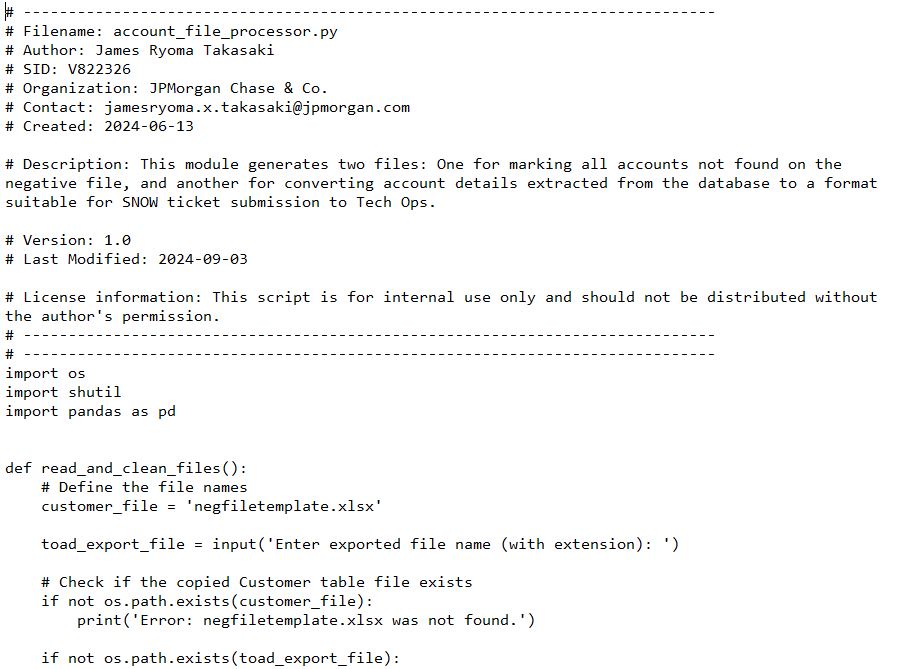 # -----------------------------------------------------------------------------
# Filename: account_file_processor.py
# Author: James Ryoma Takasaki
# SID: V822326
# Organization: JPMorgan Chase & Co.
# Contact: jamesryoma.x.takasaki@jpmorgan.com
# Created: 2024-06-13

# Description: This module generates two files: One for marking all accounts not found on the
negative file, and another for converting account details extracted from the database to a format
suitable for SNOW ticket submission to Tech Ops.

# Version: 1.0
# Last Modified: 2024-09-03

# License information: This script is for internal use only and should not be distributed without
the author's permission.
# -----------------------------------------------------------------------------
# -----------------------------------------------------------------------------
import os
import shutil
import pandas as pd


def read_and_clean_files():
    # Define the file names
    customer_file = 'negfiletemplate.xlsx'

    toad_export_file = input('Enter exported file name (with extension): ')

    # Check if the copied Customer table file exists
    if not os.path.exists(customer_file):
        print('Error: negfiletemplate.xlsx was not found.')

    if not os.path.exists(toad_export_file):